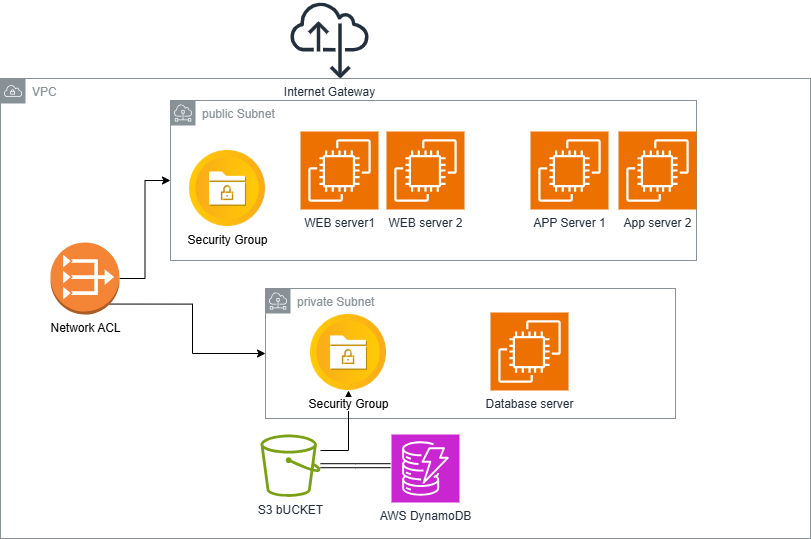 Internet Gateway
VPC
public Subnet
WEB server1
WEB server 2
APP Server 1
App server 2
Security Group
Network ACL
private Subnet
Security Group
Database server
S3 bUCKET
AWS DynamoDB